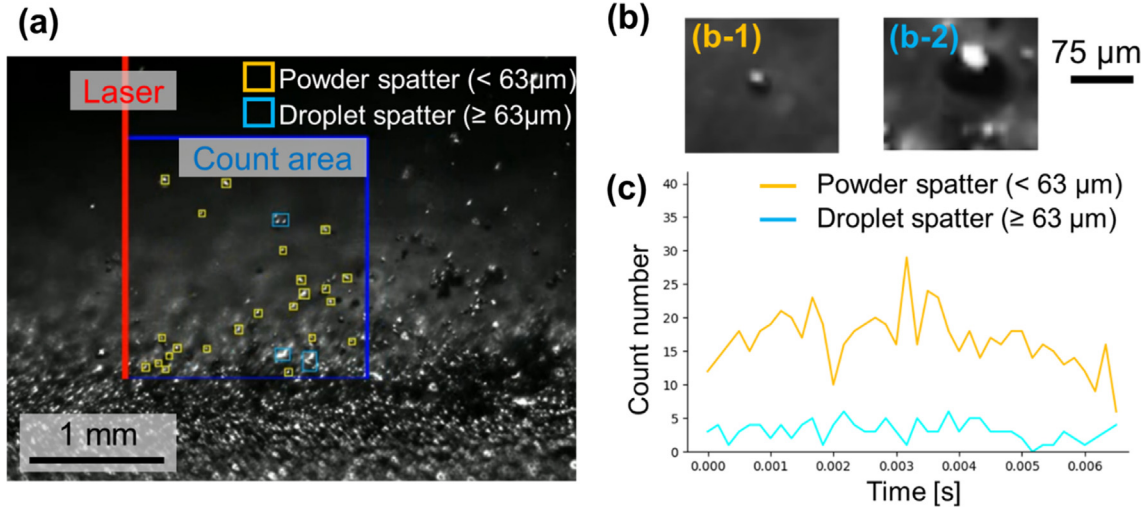 (a)
Laser
Powder spatter (< 63μm)
Droplet spatter (≥ 63μm)
Count area
1 mm
(b)
(b-1)
(b-2)
75 μm
(c)
Powder spatter (< 63 μm)
Droplet spatter (≥ 63 μm)
Count number
40
35
30
25
20
15
10
5
0
0.000 0.001 0.002 0.003 0.004 0.005 0.006
Time [s]